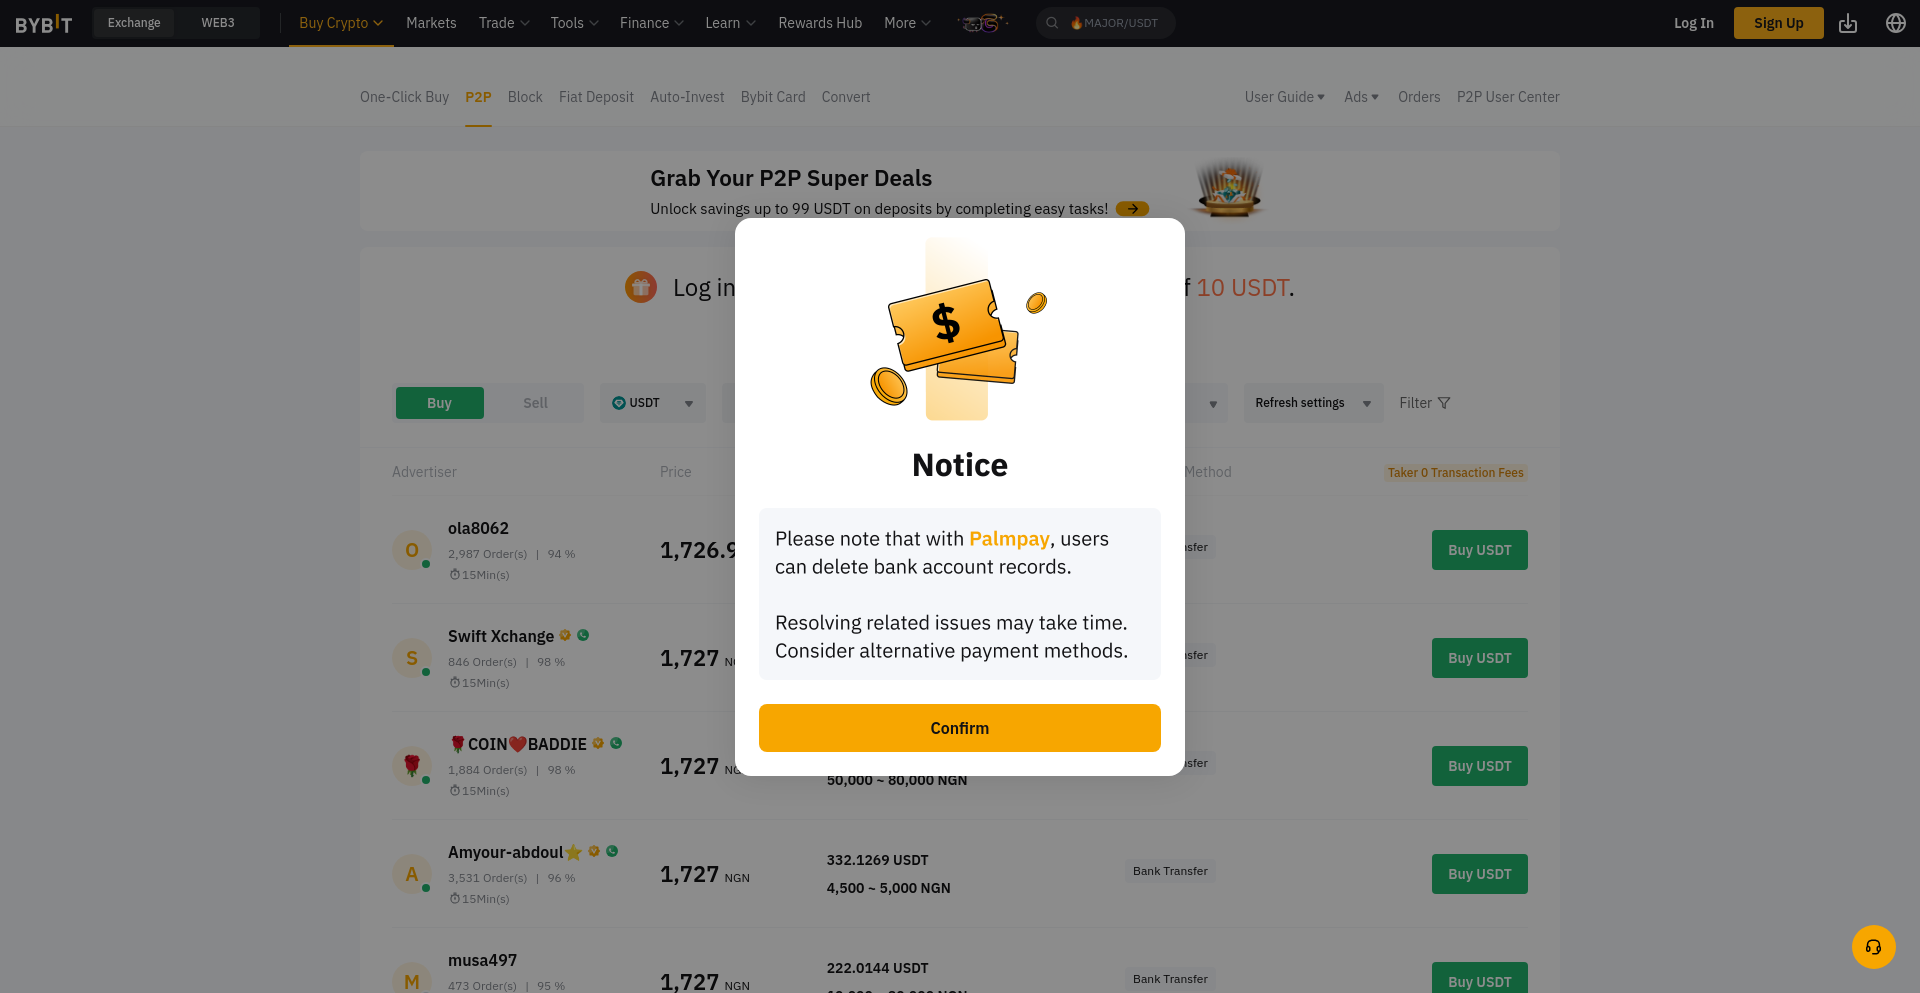 BYBIT Exchange WEB3 Buy Crypto Markets Trade Tools Finance Learn Rewards Hub More 🔥MAJOR/USDT Log In Sign Up
One-Click Buy P2P Block Fiat Deposit Auto-Invest Bybit Card Convert User Guide Ads Orders P2P User Center
Grab Your P2P Super Deals
Unlock savings up to 99 USDT on deposits by completing easy tasks!
Log in
10 USDT.
Buy Sell USDT Refresh settings Filter
Advertiser Price Method Taker 0 Transaction Fees
$
Notice
Please note that with Palmpay, users
can delete bank account records.
Resolving related issues may take time.
Consider alternative payment methods.
Confirm
O ola8062
2,987 Order(s) | 94 %
15Min(s)
1,726.9
Buy USDT
S Swift Xchange
846 Order(s) | 98 %
15Min(s)
1,727
Buy USDT
🌹COIN❤️BADDIE
1,884 Order(s) | 98 %
15Min(s)
1,727
50,000 ~ 80,000 NGN
Buy USDT
A Amyour-abdoul⭐
3,531 Order(s) | 96 %
15Min(s)
1,727 NGN
332.1269 USDT
4,500 ~ 5,000 NGN
Bank Transfer
Buy USDT
M musa497
473 Order(s) | 95 %
1,727 NGN
222.0144 USDT
Bank Transfer
Buy USDT